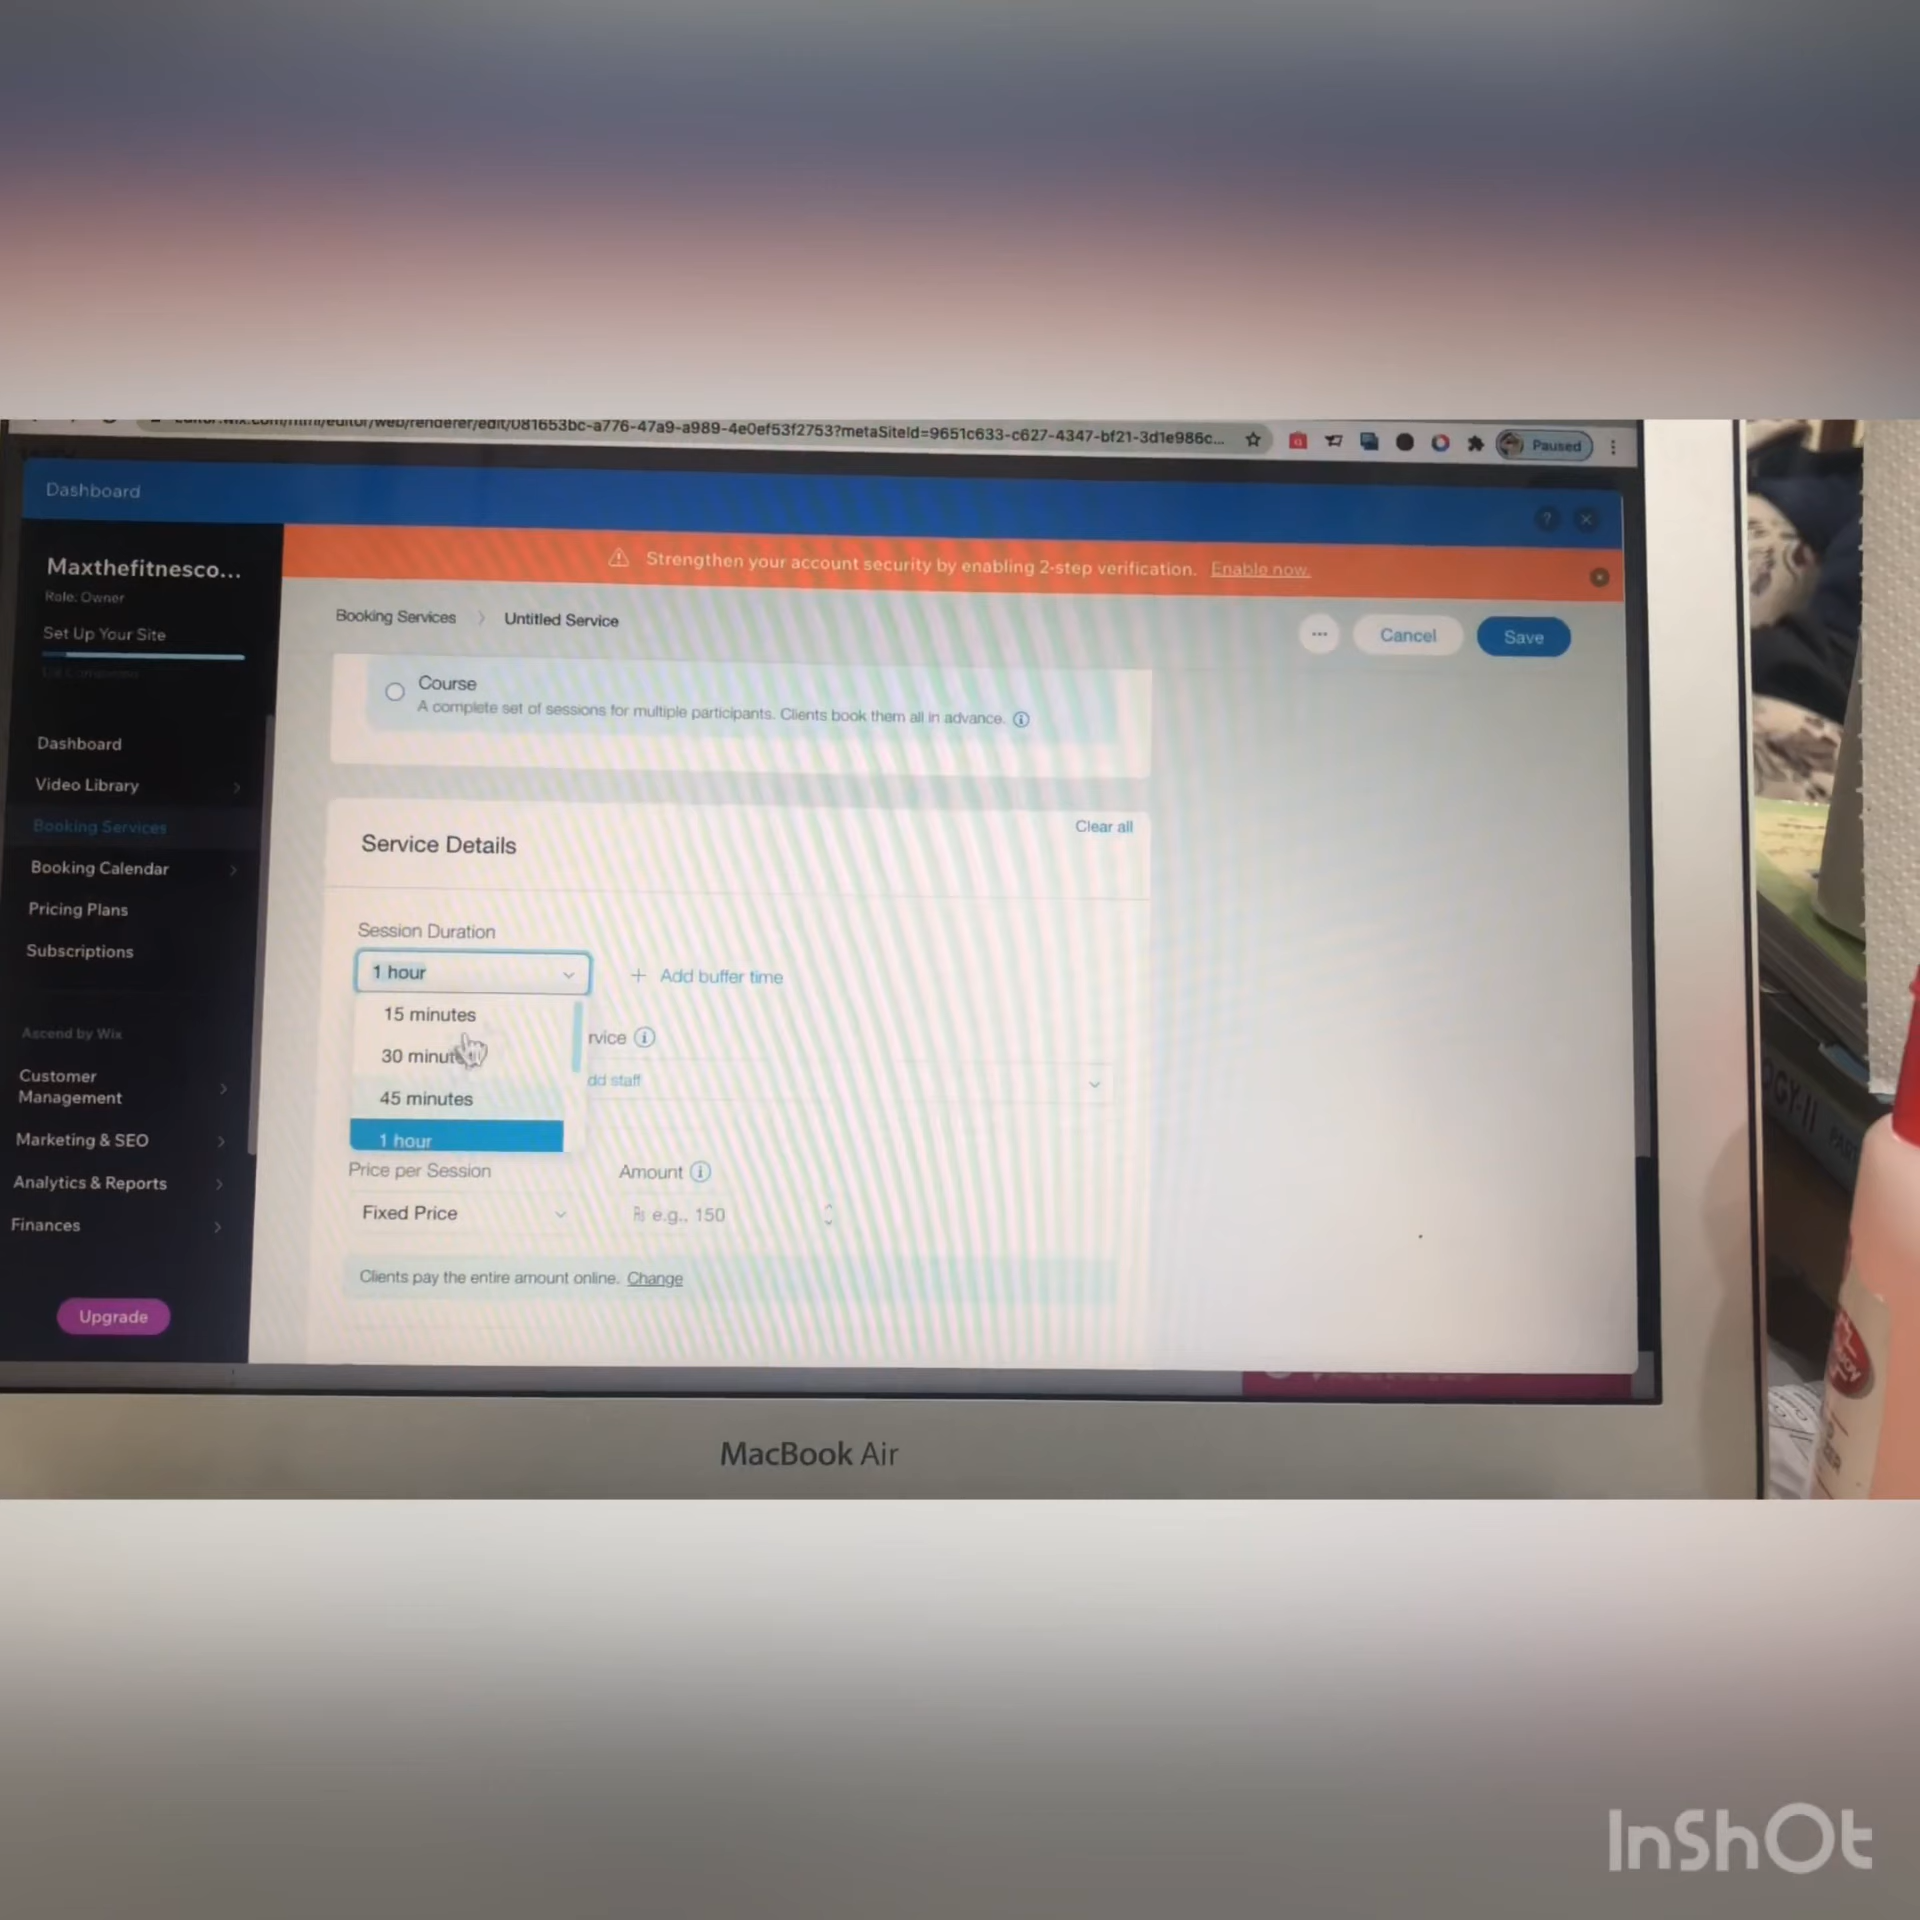 editor.wix.com/html/editor/web/renderer/edit/081653bc-a776-47a9-a989-4e0ef53f2753?metaSiteId=9651c633-c627-4347-bf21-3d1e986c...
Paused
Dashboard
?
Strengthen your account security by enabling 2-step verification. Enable now.
Maxthefitnesco...
Role: Owner
Set Up Your Site
Booking Services > Untitled Service
...
Cancel
Save
Course
A complete set of sessions for multiple participants. Clients book them all in advance.
Dashboard
Video Library
Booking Services
Booking Calendar
Pricing Plans
Subscriptions
Ascend by Wix
Customer
Management
Marketing & SEO
Analytics & Reports
Finances
Upgrade
Service Details
Clear all
Session Duration
1 hour
+ Add buffer time
15 minutes
30 minut
45 minutes
1 hour
rvice
dd staff
Price per Session
Amount
Fixed Price
₨ e.g., 150
Clients pay the entire amount online. Change
MacBook Air
OGY-II
InShOt